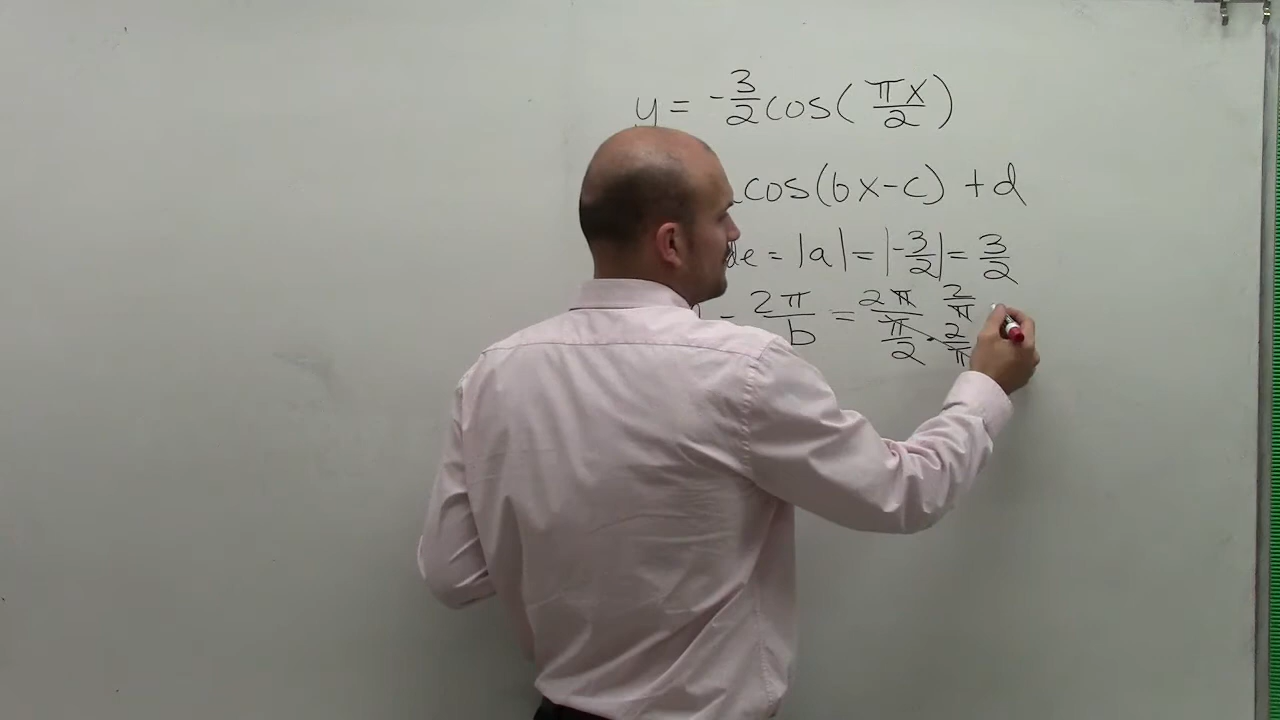 y = -3/2 cos( πx/2 )
cos(bx-c) + d
de = |a| = |-3/2| = 3/2
= 2π/b = 2π/(π/2) · (2/π)/(2/π)